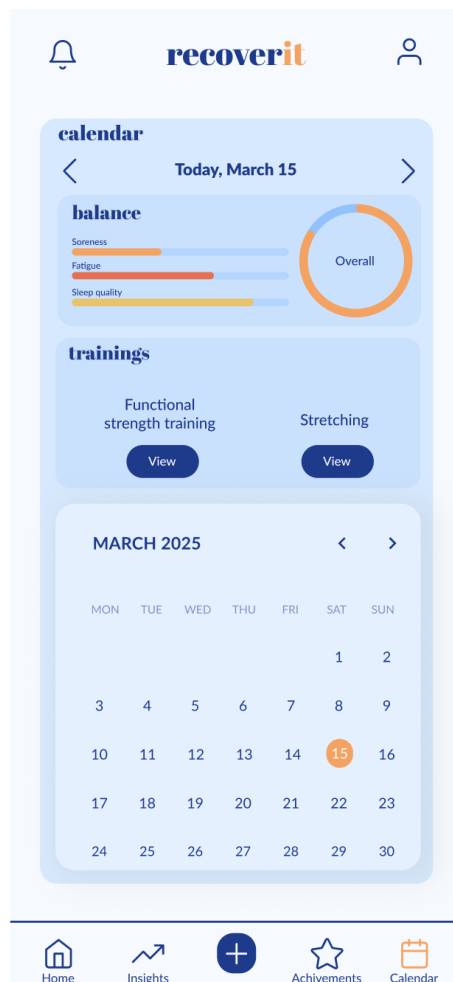 recoverit
calendar
Today, March 15
balance
Soreness
Fatigue
Sleep quality
Overall
trainings
Functional
strength training
View
Stretching
View
MARCH 2025
MON TUE WED THU FRI SAT SUN
1 2
3 4 5 6 7 8 9
10 11 12 13 14 15 16
17 18 19 20 21 22 23
24 25 26 27 28 29 30
Home Insights Achivements Calendar